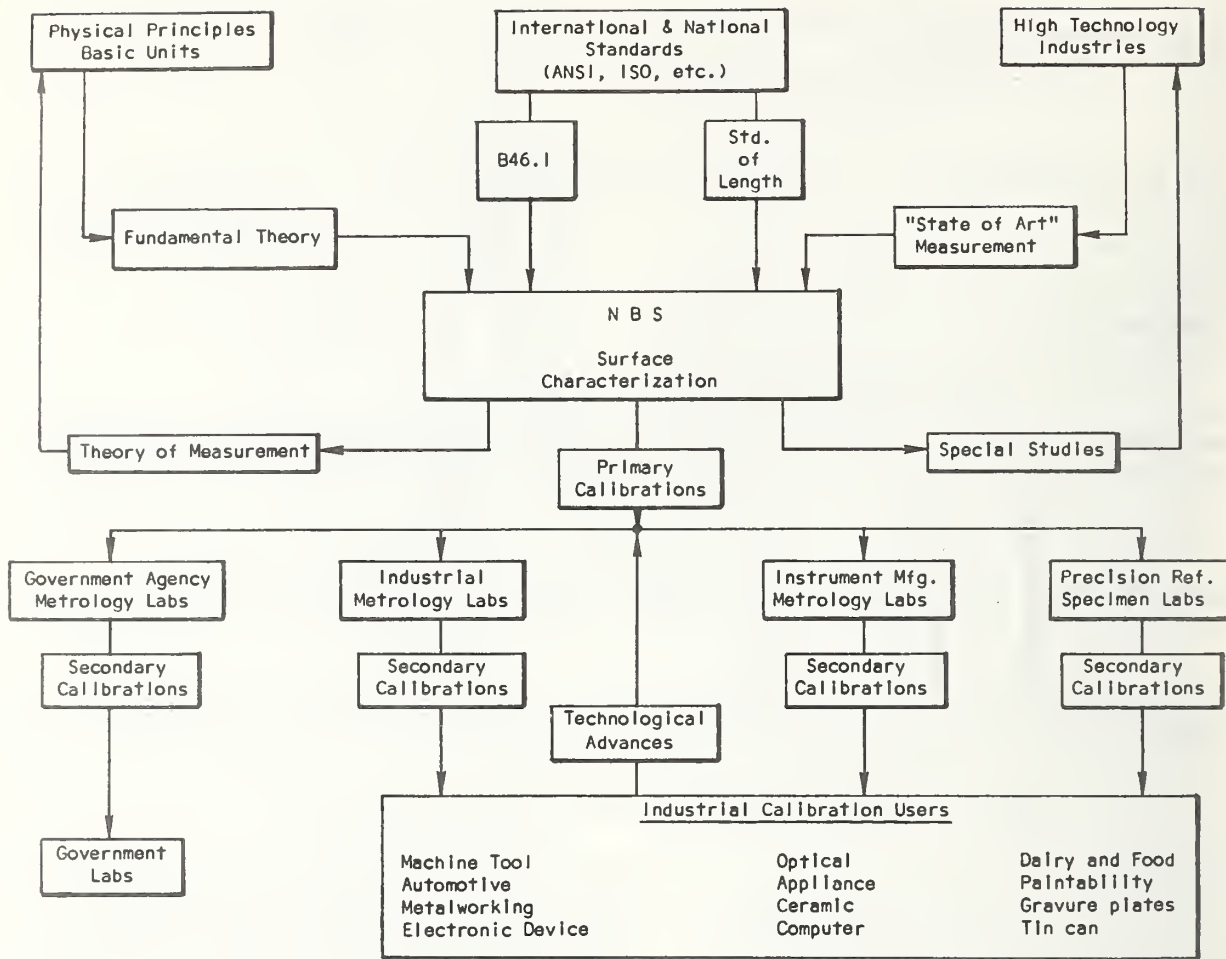 Physical Principles
Basic Units
International & National
Standards
(ANSI, ISO, etc.)
High Technology
Industries
B46.1
Std.
of
Length
Fundamental Theory
"State of Art"
Measurement
N B S
Surface
Characterization
Theory of Measurement
Special Studies
Primary
Calibrations
Government Agency
Metrology Labs
Industrial
Metrology Labs
Instrument Mfg.
Metrology Labs
Precision Ref.
Specimen Labs
Secondary
Calibrations
Secondary
Calibrations
Secondary
Calibrations
Secondary
Calibrations
Technological
Advances
Government
Labs
Industrial Calibration Users
Machine Tool
Automotive
Metalworking
Electronic Device
Optical
Appliance
Ceramic
Computer
Dairy and Food
Paintability
Gravure plates
Tin can